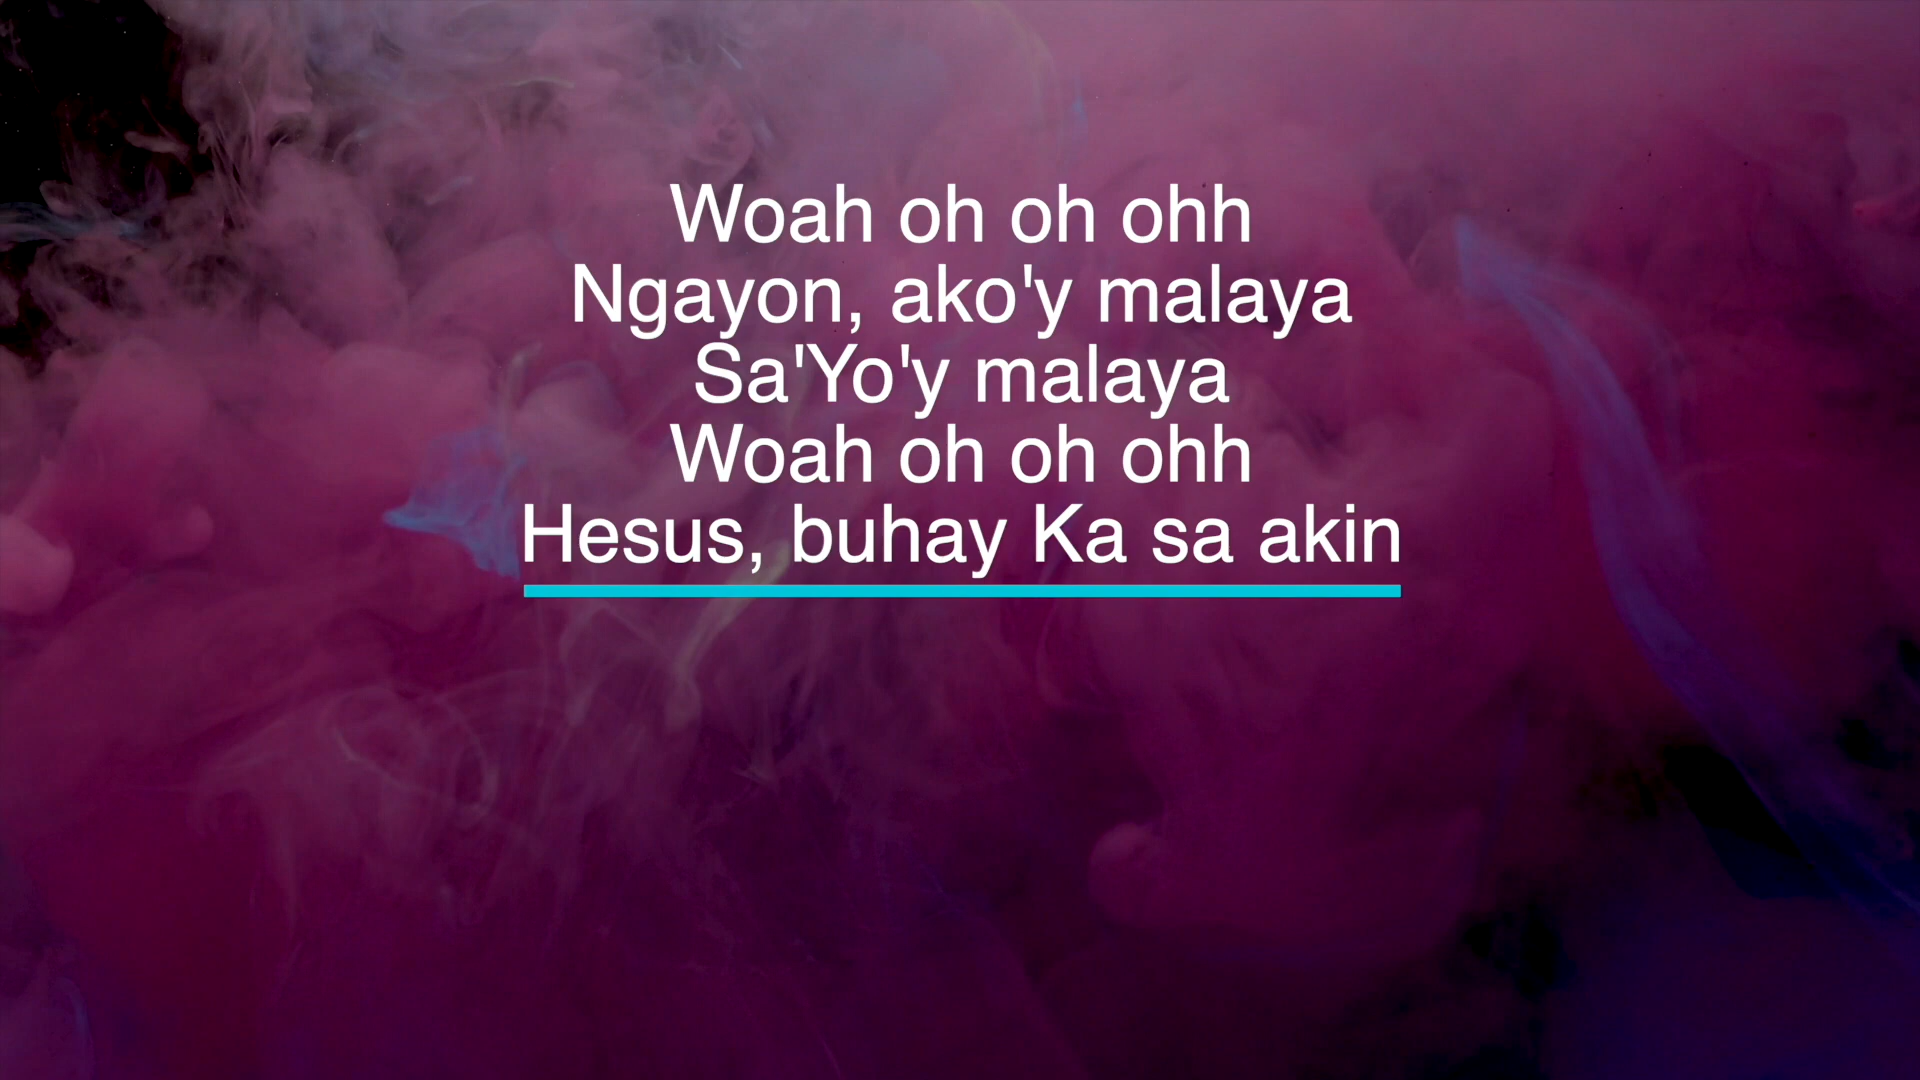 Woah oh oh ohh
Ngayon, ako'y malaya
Sa'Yo'y malaya
Woah oh oh ohh
Hesus, buhay Ka sa akin